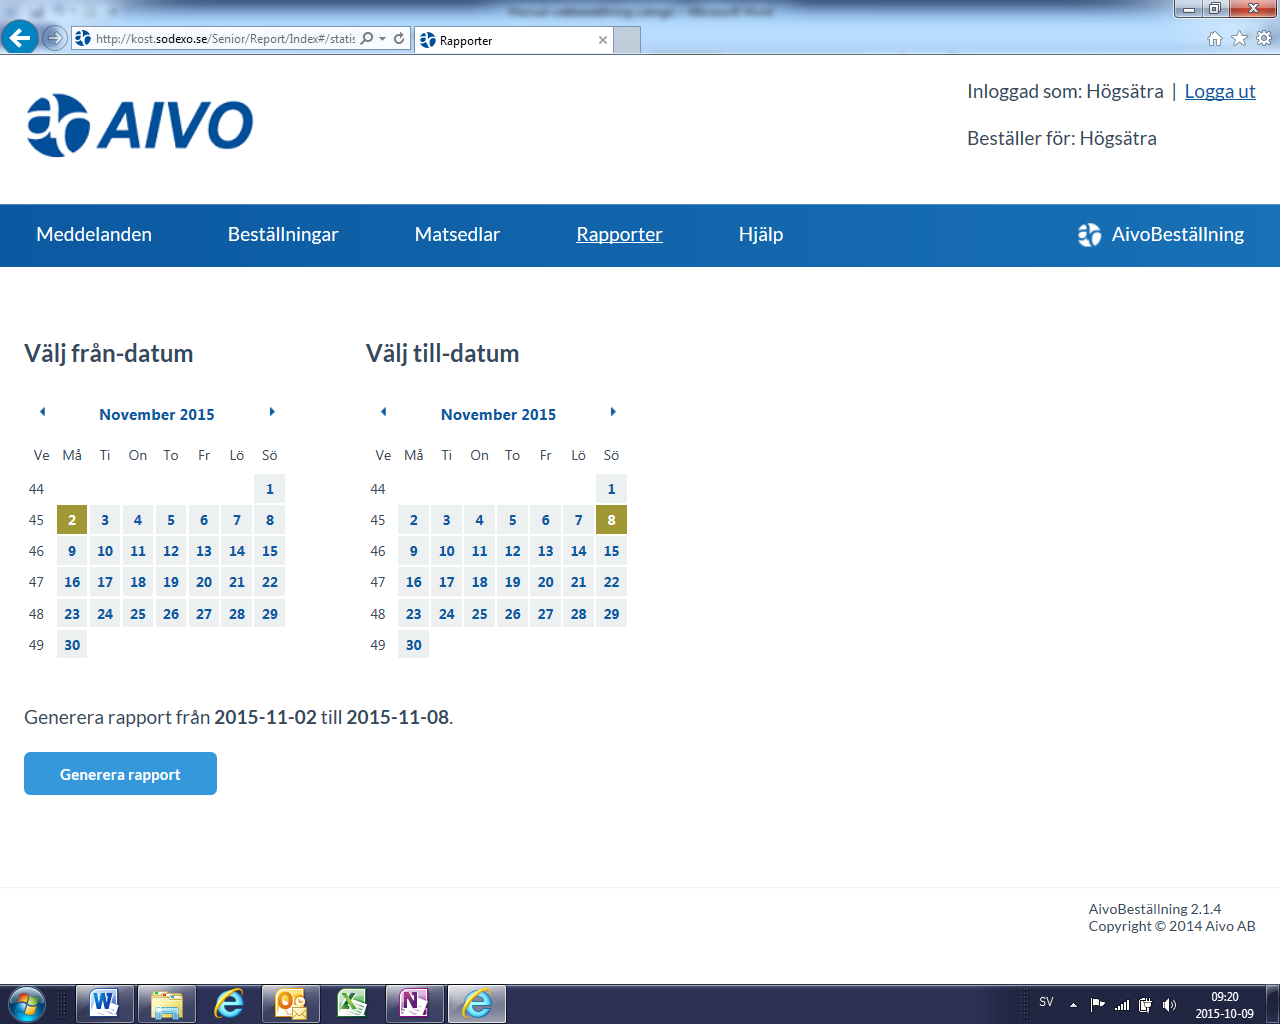 http://kost.sodexo.se/Senior/Report/Index#/statis
Rapporter
AIVO
Inloggad som: Högsätra | Logga ut
Beställer för: Högsätra
Meddelanden Beställningar Matsedlar Rapporter Hjälp AivoBeställning
Välj från-datum
November 2015
Ve Må Ti On To Fr Lö Sö
44 1
45 2 3 4 5 6 7 8
46 9 10 11 12 13 14 15
47 16 17 18 19 20 21 22
48 23 24 25 26 27 28 29
49 30
Välj till-datum
November 2015
Ve Må Ti On To Fr Lö Sö
44 1
45 2 3 4 5 6 7 8
46 9 10 11 12 13 14 15
47 16 17 18 19 20 21 22
48 23 24 25 26 27 28 29
49 30
Generera rapport från 2015-11-02 till 2015-11-08.
Generera rapport
AivoBeställning 2.1.4
Copyright © 2014 Aivo AB
SV
09:20
2015-10-09